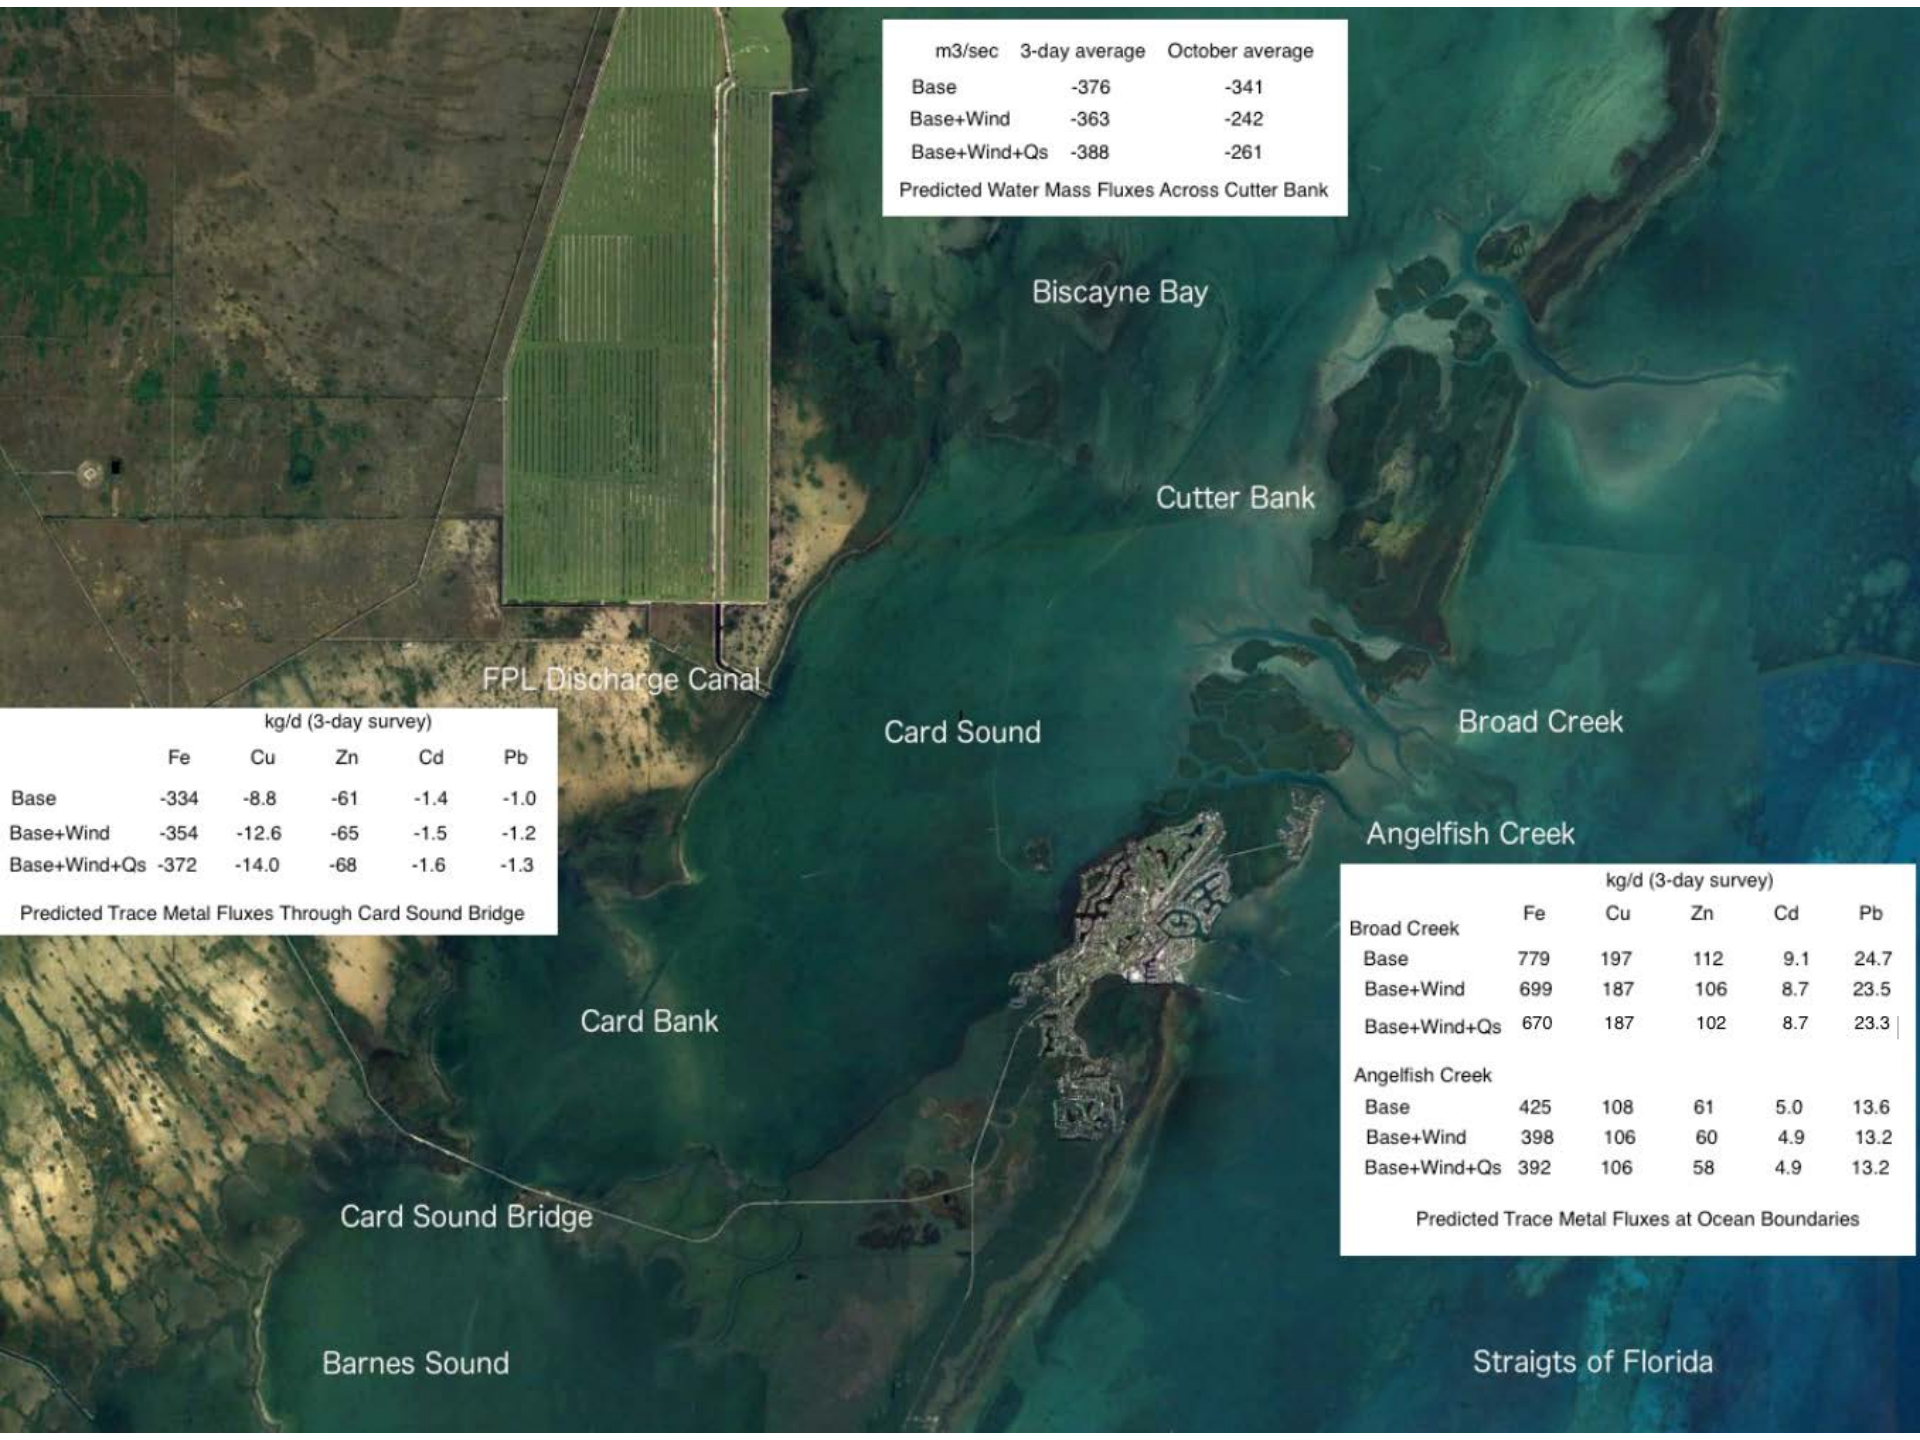 m3/sec 3-day average October average
Base -376 -341
Base+Wind -363 -242
Base+Wind+Qs -388 -261
Predicted Water Mass Fluxes Across Cutter Bank
Biscayne Bay
Cutter Bank
FPL Discharge Canal
Card Sound
Broad Creek
Angelfish Creek
kg/d (3-day survey)
Fe Cu Zn Cd Pb
Base -334 -8.8 -61 -1.4 -1.0
Base+Wind -354 -12.6 -65 -1.5 -1.2
Base+Wind+Qs -372 -14.0 -68 -1.6 -1.3
Predicted Trace Metal Fluxes Through Card Sound Bridge
kg/d (3-day survey)
Fe Cu Zn Cd Pb
Broad Creek
Base 779 197 112 9.1 24.7
Base+Wind 699 187 106 8.7 23.5
Base+Wind+Qs 670 187 102 8.7 23.3
Angelfish Creek
Base 425 108 61 5.0 13.6
Base+Wind 398 106 60 4.9 13.2
Base+Wind+Qs 392 106 58 4.9 13.2
Predicted Trace Metal Fluxes at Ocean Boundaries
Card Bank
Card Sound Bridge
Barnes Sound
Straigts of Florida